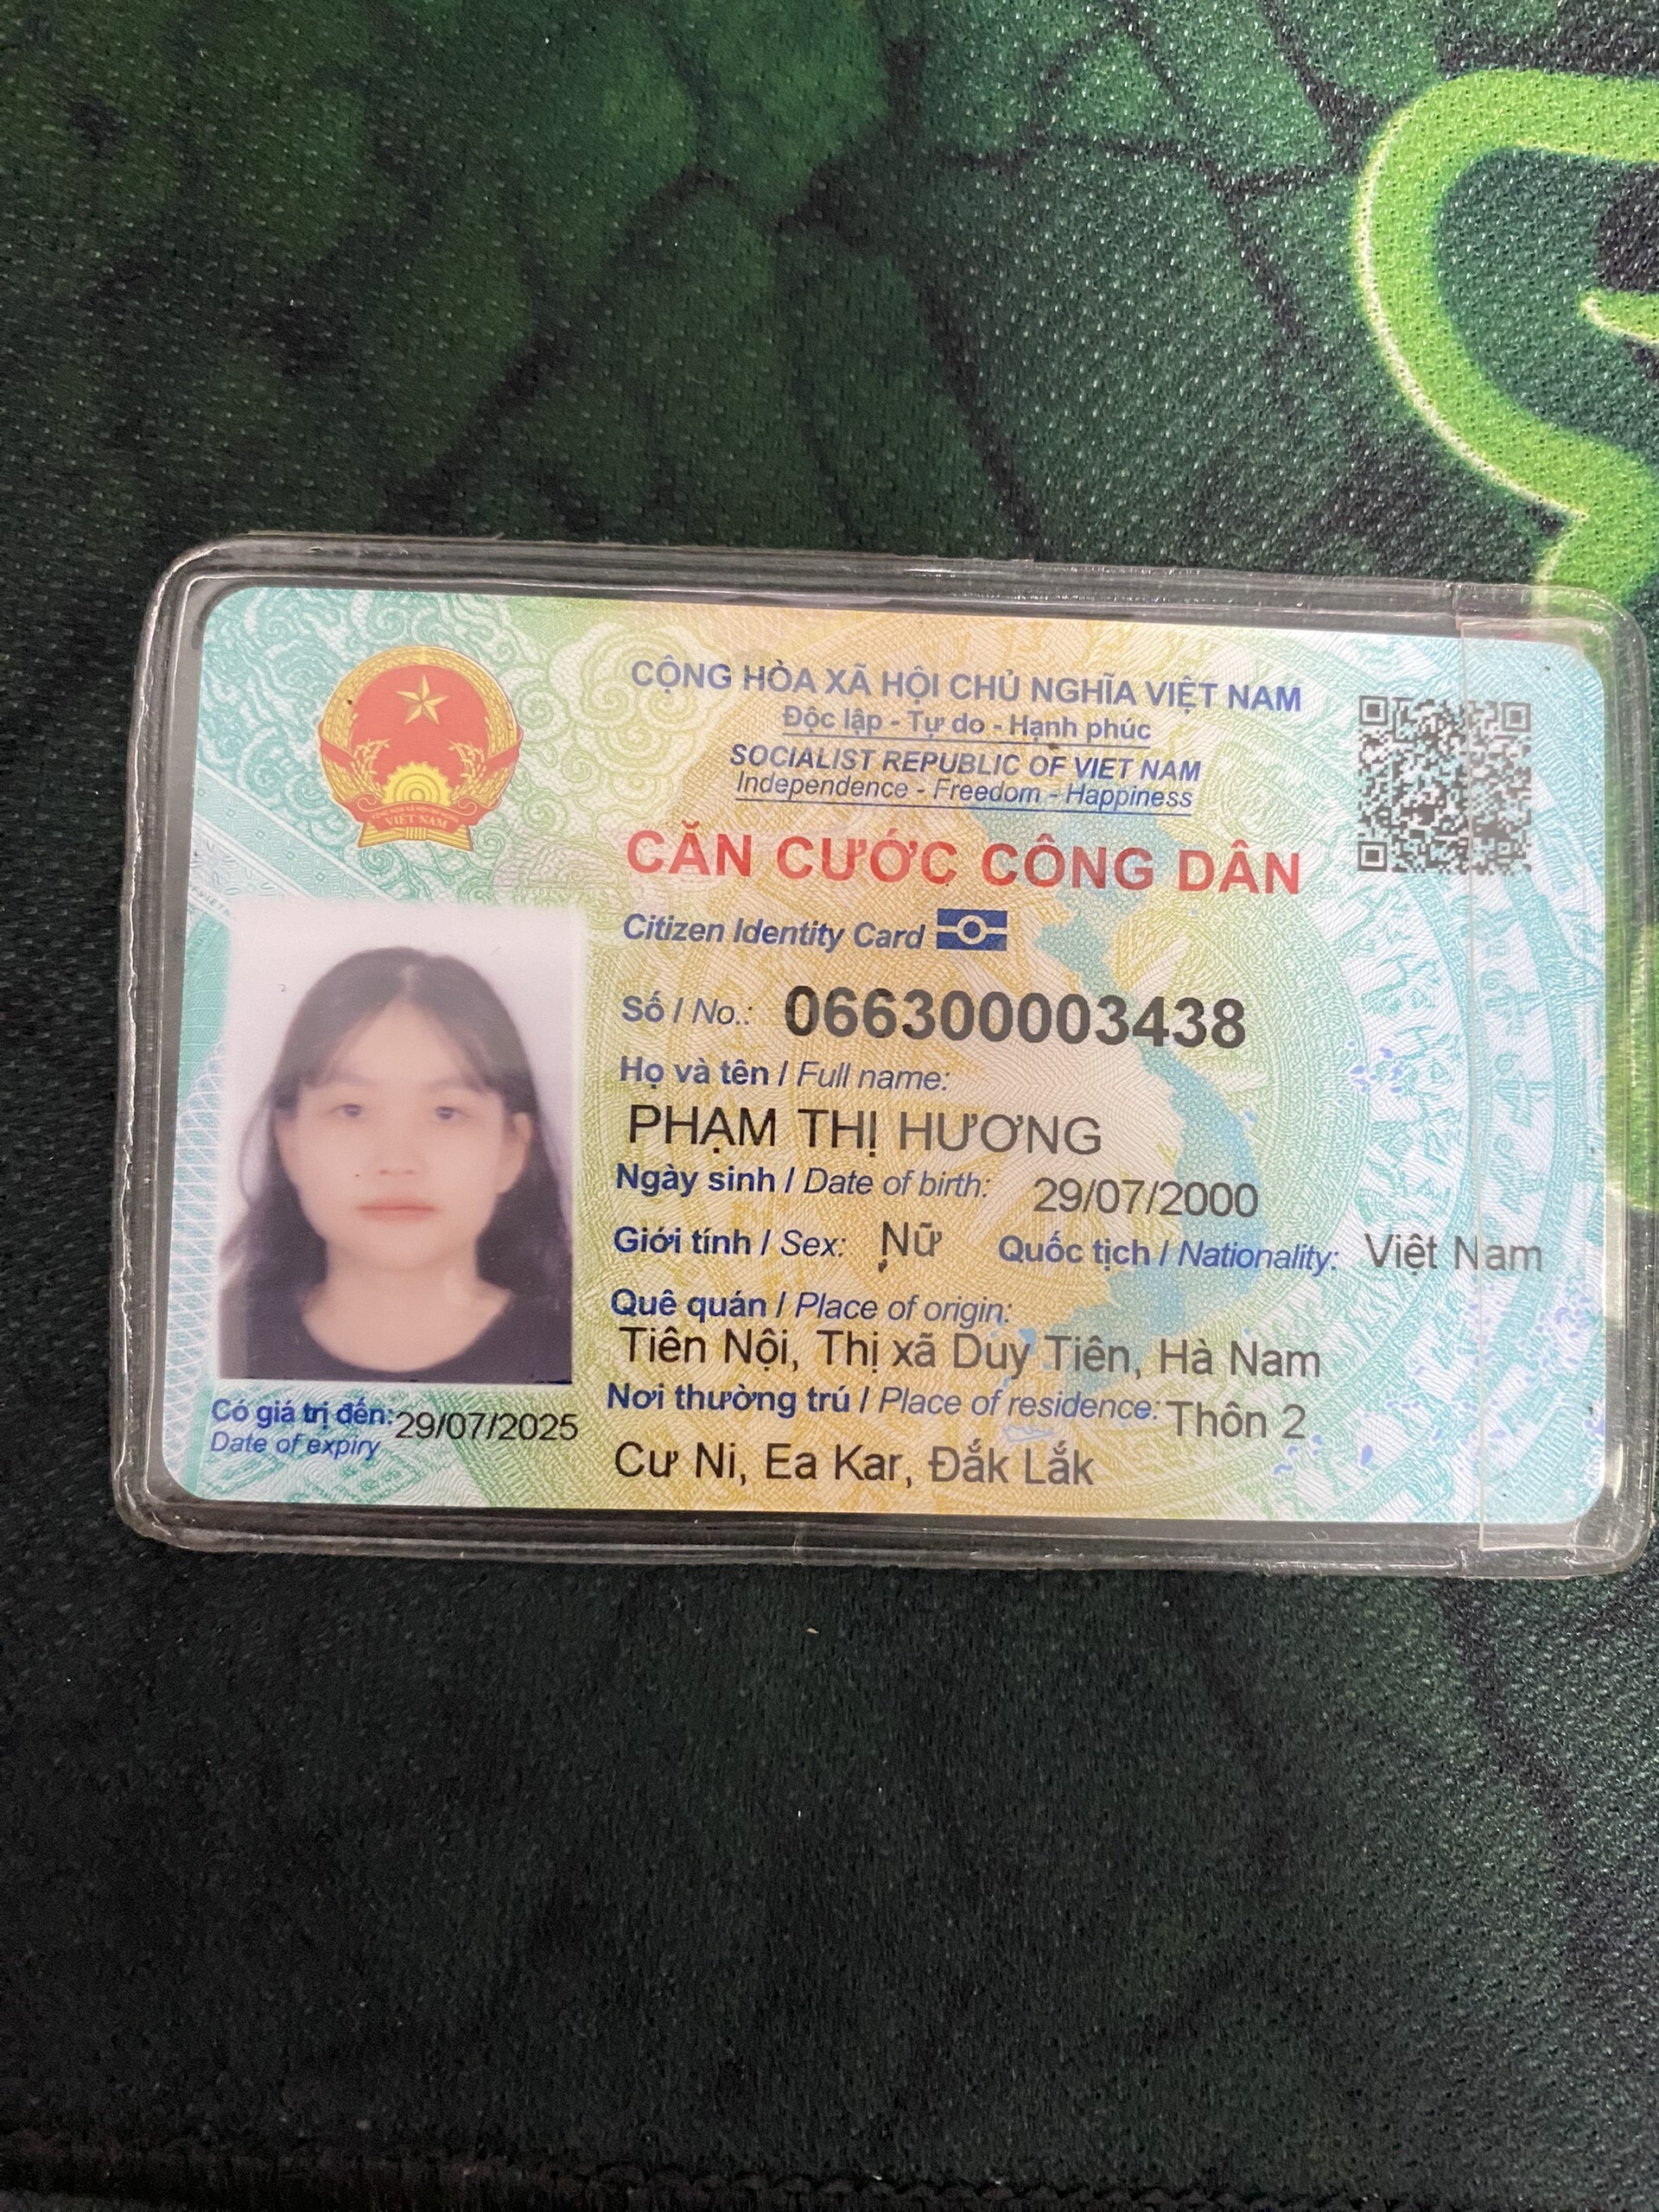 CỘNG HÒA XÃ HỘI CHỦ NGHĨA VIỆT NAM
Độc lập - Tự do - Hạnh phúc
SOCIALIST REPUBLIC OF VIET NAM
Independence - Freedom - Happiness
VIỆT NAM
CĂN CƯỚC CÔNG DÂN
Citizen Identity Card
Số / No.: 066300003438
Họ và tên / Full name:
PHẠM THỊ HƯƠNG
Ngày sinh / Date of birth: 29/07/2000
Giới tính / Sex: Nữ Quốc tịch / Nationality: Việt Nam
Quê quán / Place of origin:
Tiên Nội, Thị xã Duy Tiên, Hà Nam
Nơi thường trú / Place of residence: Thôn 2
Cư Ni, Ea Kar, Đắk Lắk
Có giá trị đến: 29/07/2025
Date of expiry